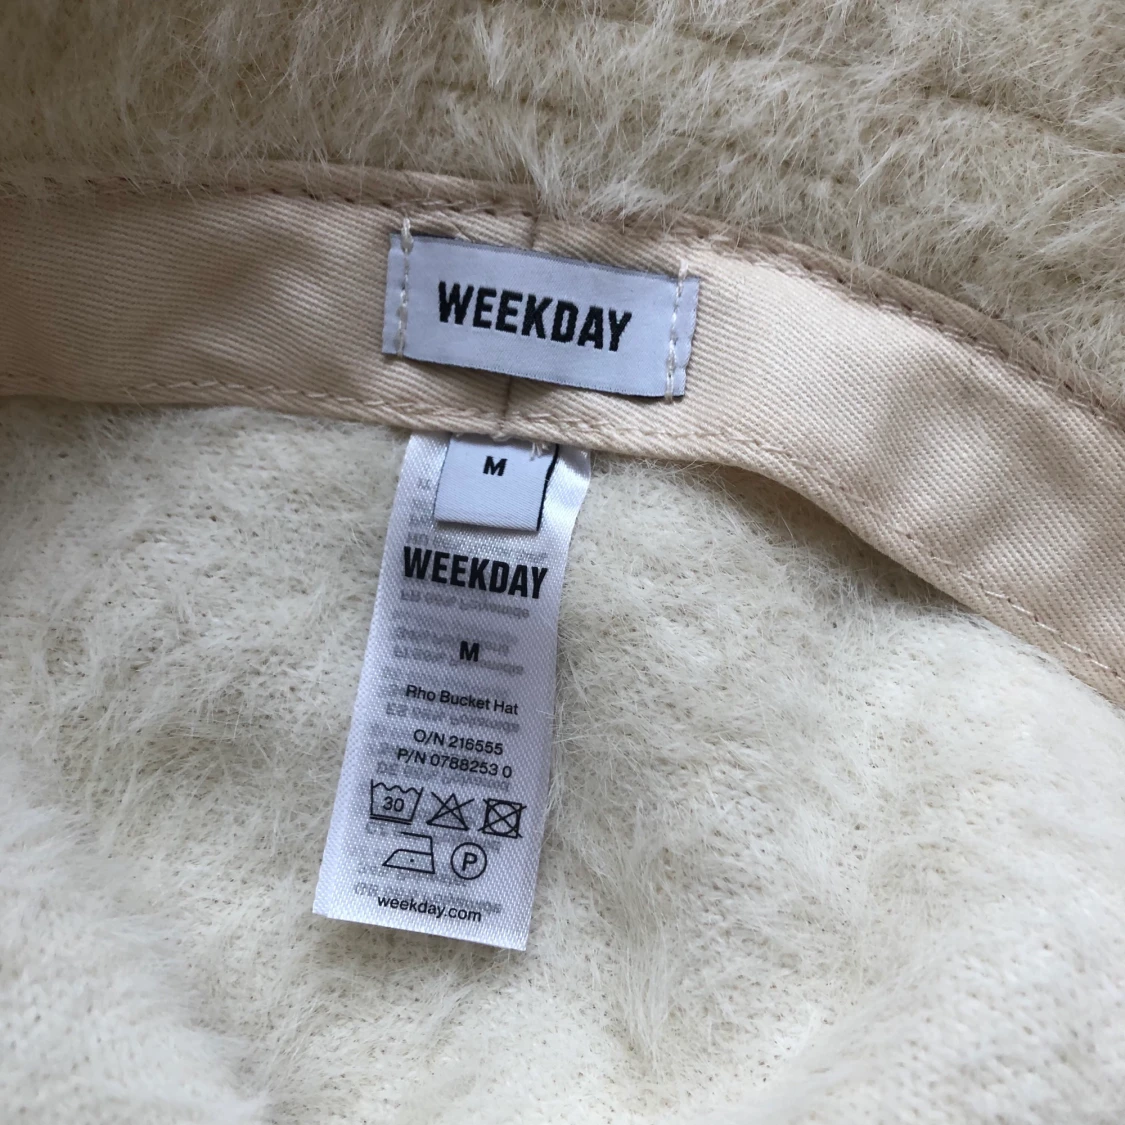 WEEKDAY
M
WEEKDAY
M
Rho Bucket Hat
O/N 216555
P/N 0788253 0
30
P
weekday.com